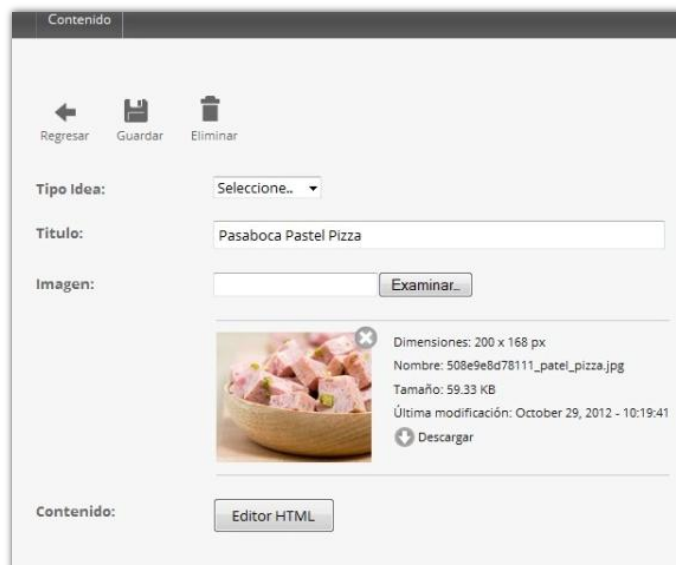 Contenido
Regresar Guardar Eliminar
Tipo Idea: Seleccione..
Titulo: Pasaboca Pastel Pizza
Imagen: Examinar..
Dimensiones: 200 x 168 px
Nombre: 508e9e8d78111_patel_pizza.jpg
Tamaño: 59.33 KB
Última modificación: October 29, 2012 - 10:19:41
Descargar
Contenido: Editor HTML